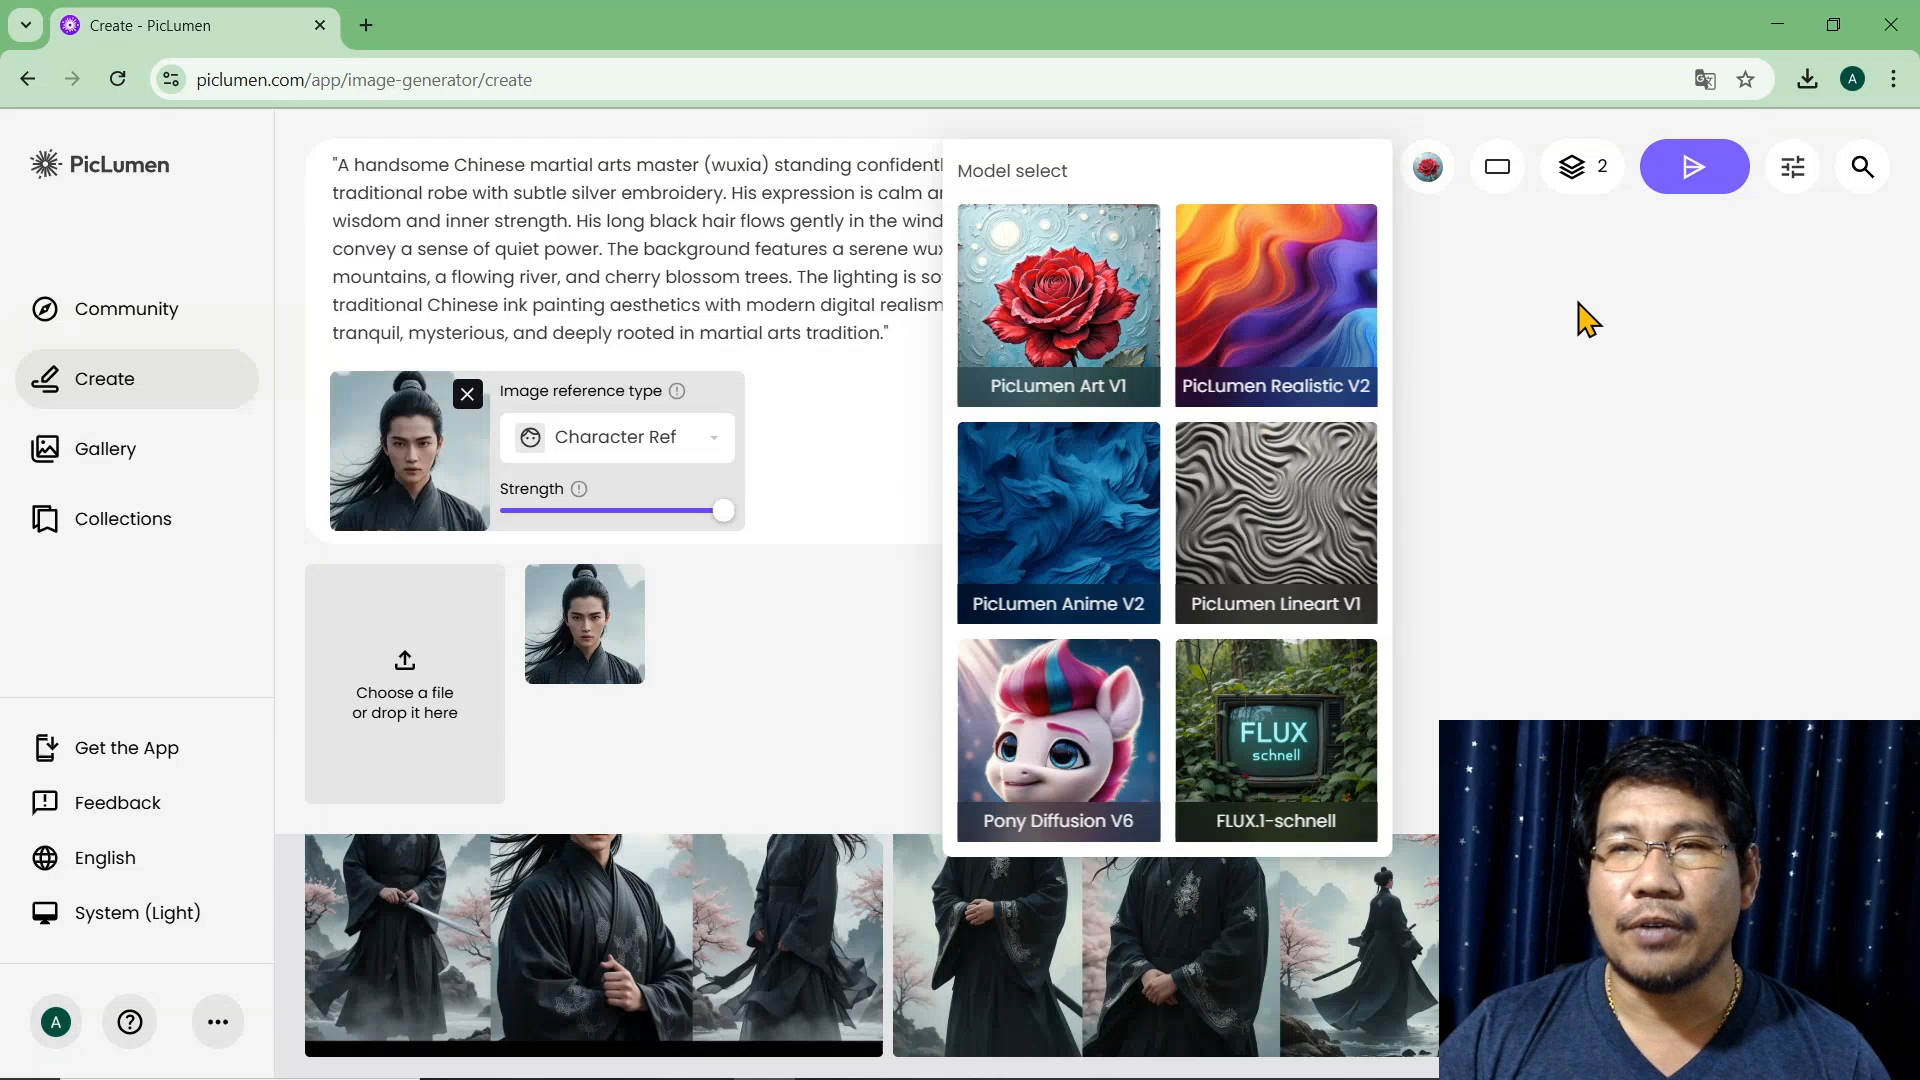 Create - PicLumen
piclumen.com/app/image-generator/create
A
PicLumen
Community
Create
Gallery
Collections
Get the App
Feedback
English
System (Light)
A
"A handsome Chinese martial arts master (wuxia) standing confident
traditional robe with subtle silver embroidery. His expression is calm
wisdom and inner strength. His long black hair flows gently in the wind
convey a sense of quiet power. The background features a serene
mountains, a flowing river, and cherry blossom trees. The lighting is
traditional Chinese ink painting aesthetics with modern digital realism
tranquil, mysterious, and deeply rooted in martial arts tradition."
Image reference type
Character Ref
Strength
Choose a file
or drop it here
Model select
PicLumen Art V1
PicLumen Realistic V2
PicLumen Anime V2
PicLumen Lineart V1
Pony Diffusion V6
FLUX
schnell
FLUX.1-schnell
2